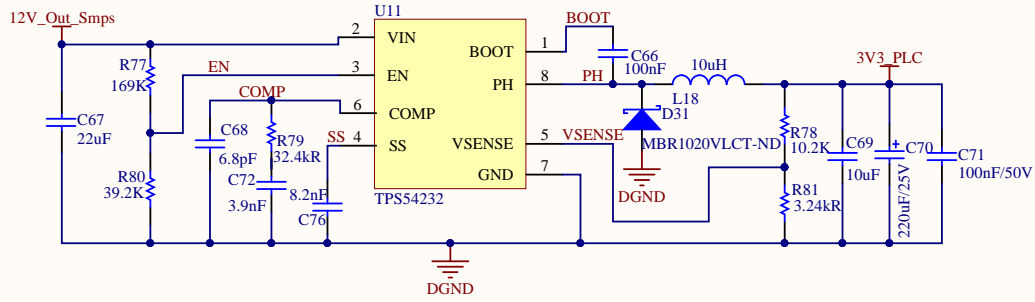 12V_Out_Smps
U11
BOOT
2
VIN
1
BOOT
C66
100nF
R77
169K
EN
3
EN
PH
8
PH
10uH
L18
3V3_PLC
COMP
6
COMP
D31
MBR1020VLCT-ND
C67
22uF
C68
6.8pF
R79
32.4kR
SS
4
SS
VSENSE
5
VSENSE
R78
10.2K
C69
10uF
C70
220uF/25V
C71
100nF/50V
R80
39.2K
C72
3.9nF
8.2nF
C76
GND
7
TPS54232
DGND
R81
3.24kR
DGND